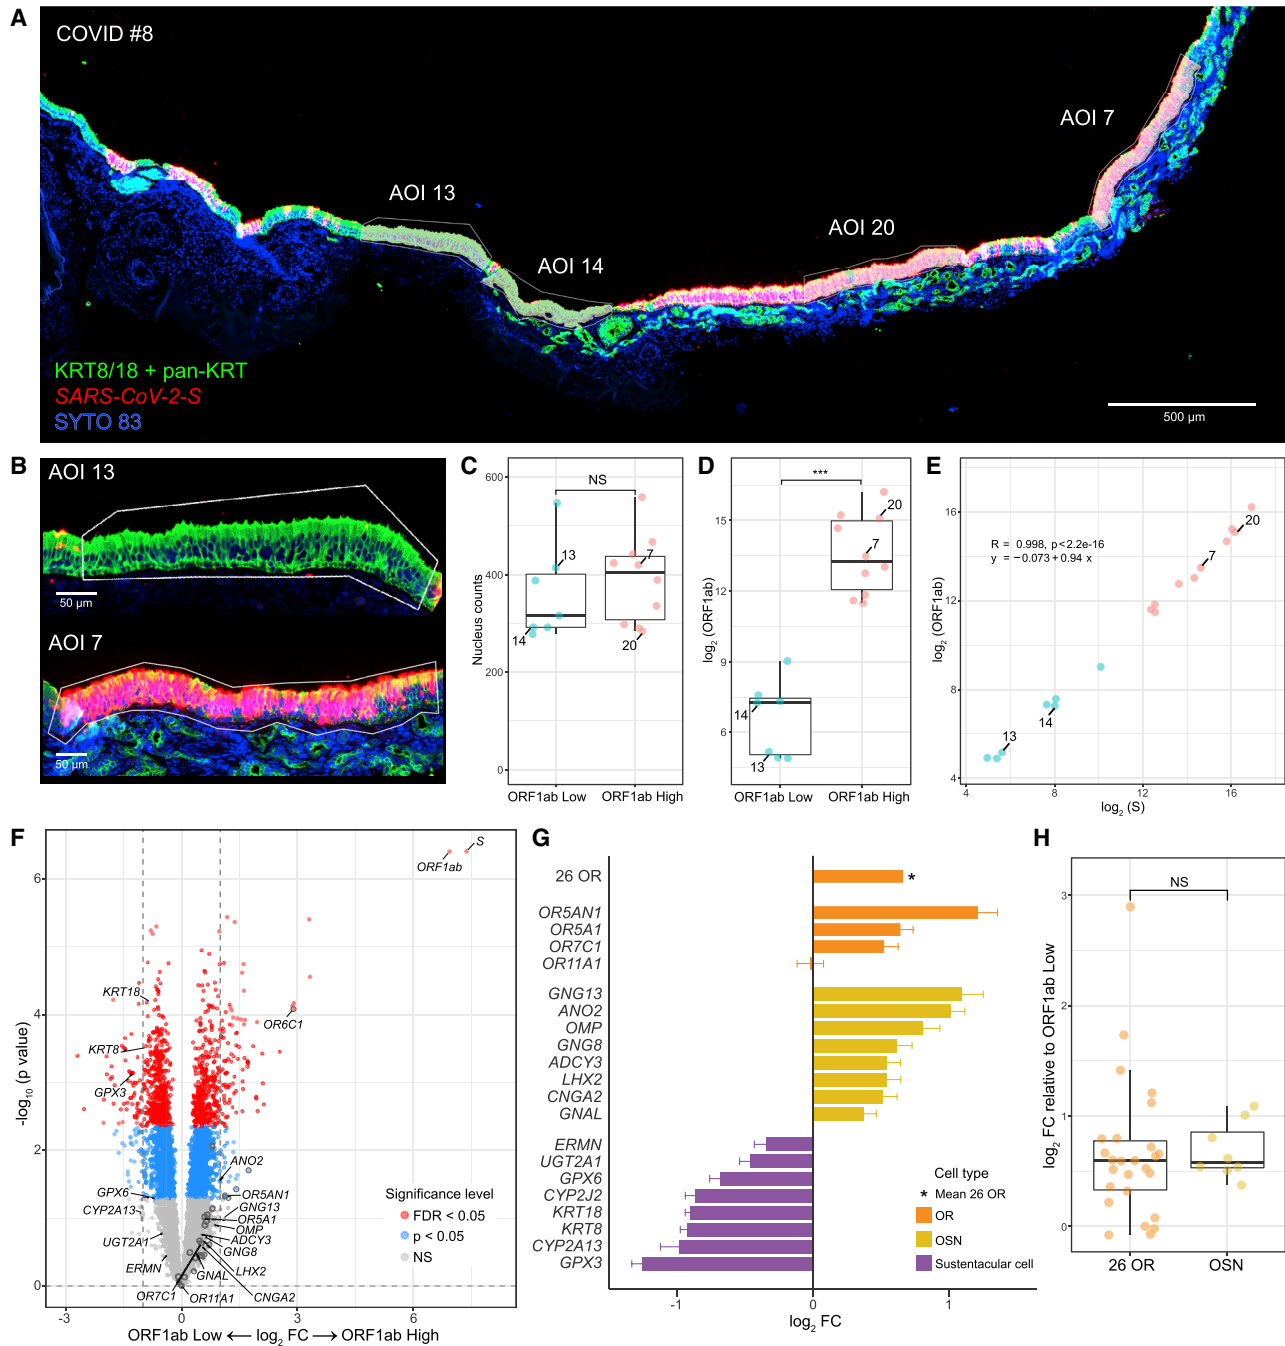 A
COVID #8
AOI 13
AOI 14
AOI 20
AOI 7
KRT8/18 + pan-KRT
SARS-CoV-2-S
SYTO 83
500 µm
B
AOI 13
50 µm
AOI 7
50 µm
C
Nucleus counts
600
400
200
0
NS
13
7
14
20
ORF1ab Low
ORF1ab High
D
log2 (ORF1ab)
15
12
9
6
***
20
7
14
13
ORF1ab Low
ORF1ab High
E
log2 (ORF1ab)
16
12
8
4
R = 0.998, p<2.2e-16
y = −0.073+0.94 x
20
7
14
13
4
8
12
16
log2 (S)
F
-log10 (p value)
6
4
2
0
S
ORF1ab
KRT18
OR6C1
KRT8
GPX3
ANO2
GPX6
OR5AN1
CYP2A13
GNG13
OR5A1
OMP
UGT2A1
ADCY3
GNG8
ERMN
LHX2
GNAL
OR7C1
OR11A1
CNGA2
Significance level
FDR < 0.05
p < 0.05
NS
-3
0
3
6
ORF1ab Low ⟵ log2 FC ⟶ ORF1ab High
G
26 OR
*
OR5AN1
OR5A1
OR7C1
OR11A1
GNG13
ANO2
OMP
GNG8
ADCY3
LHX2
CNGA2
GNAL
ERMN
UGT2A1
GPX6
CYP2J2
KRT18
KRT8
CYP2A13
GPX3
Cell type
* Mean 26 OR
OR
OSN
Sustentacular cell
-1
0
1
log2 FC
H
log2 FC relative to ORF1ab Low
3
2
1
0
NS
26 OR
OSN